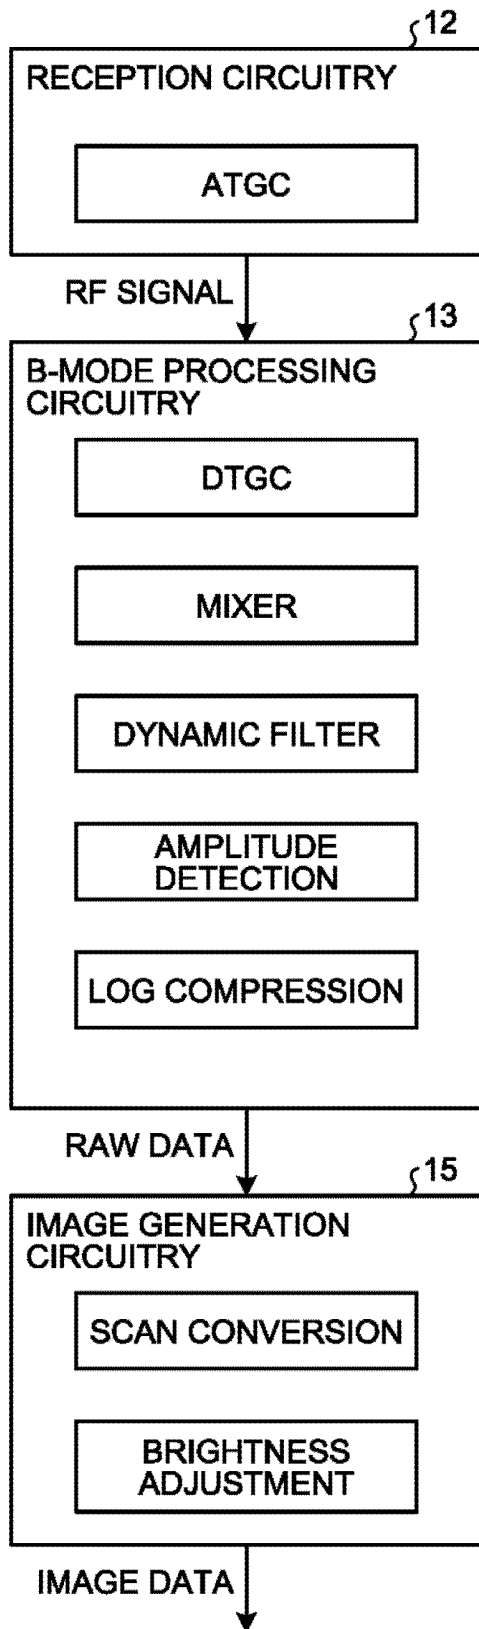 12
RECEPTION CIRCUITRY
ATGC
RF SIGNAL
13
B-MODE PROCESSING
CIRCUITRY
DTGC
MIXER
DYNAMIC FILTER
AMPLITUDE
DETECTION
LOG COMPRESSION
RAW DATA
15
IMAGE GENERATION
CIRCUITRY
SCAN CONVERSION
BRIGHTNESS
ADJUSTMENT
IMAGE DATA